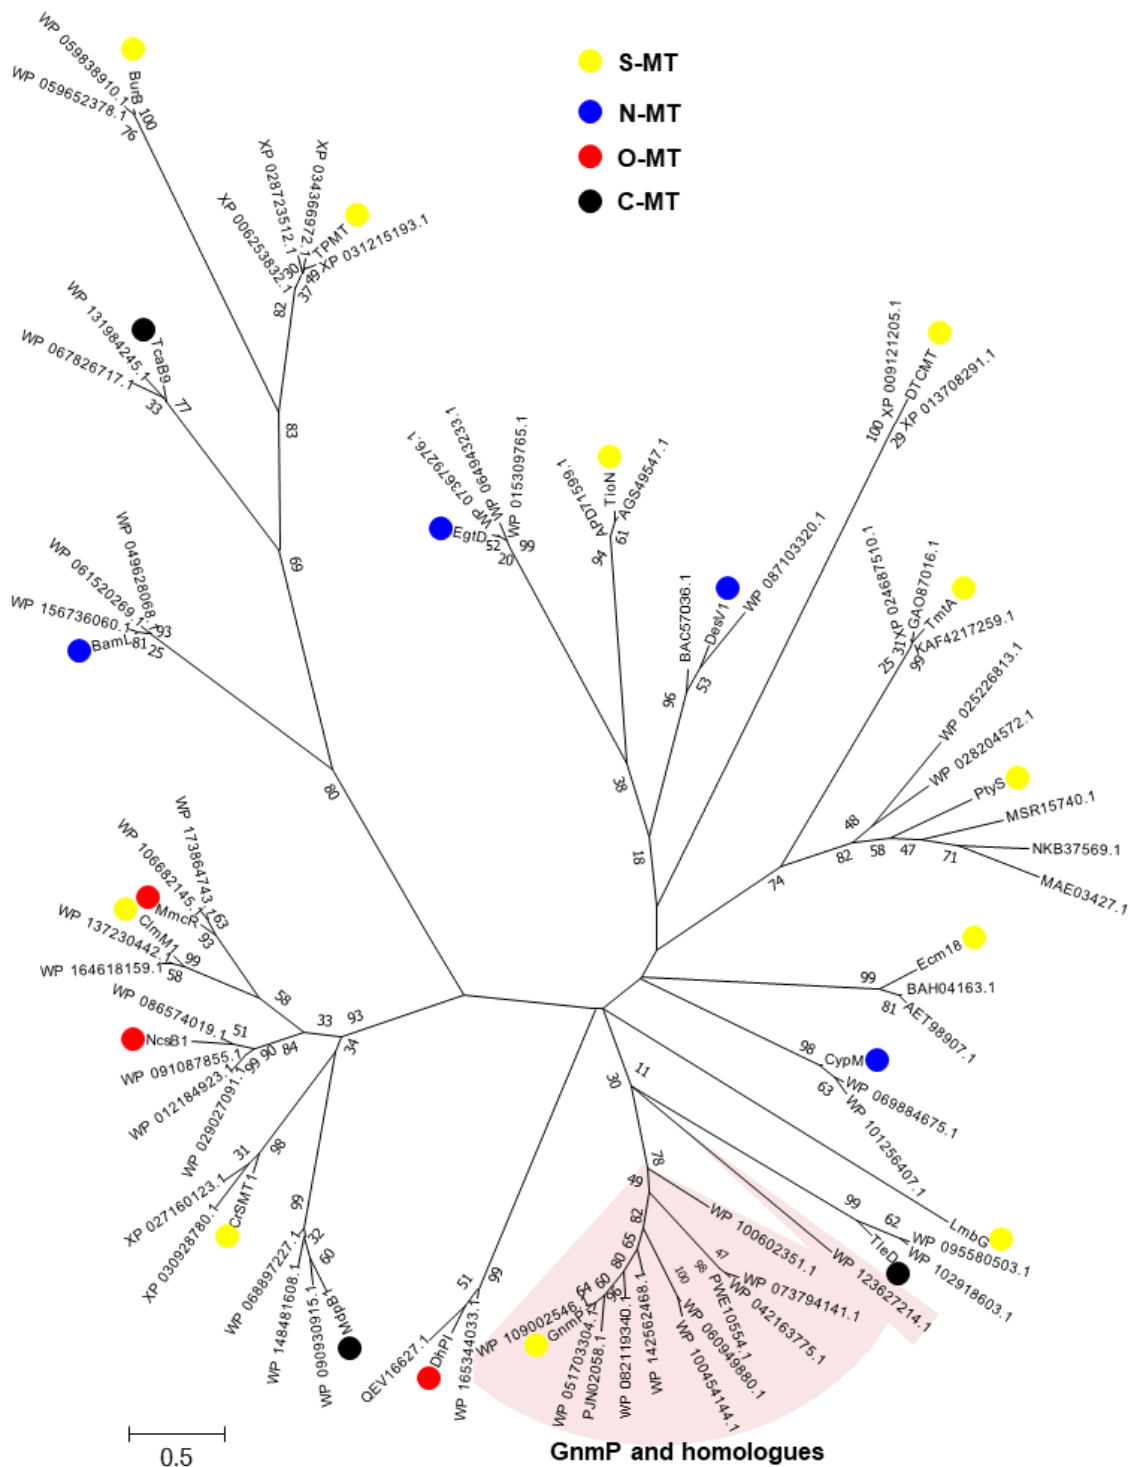 S-MT
N-MT
O-MT
C-MT
WP 059838910.1
WP 059652378.1
BurB
100
76
XP 034366972.1
XP 028723512.1
XP 006253832.1
TPMT
XP 031215193.1
30
49
37
82
WP 131984245.1
WP 067826717.1
TcaB9
33
77
83
69
WP 049628068.1
WP 061520269.1
WP 156736060.1
BamL
93
81
25
80
WP 064943233.1
WP 073679276.1
WP 015309765.1
EgtD
52
99
20
APD71599.1
TioN
AGS49547.1
94
61
38
BAC57036.1
DesV1
WP 087103320.1
96
53
18
XP 009121205.1
DTCMT
XP 013708291.1
100
29
XP 024687510.1
GAO87016.1
TmtA
KAF4217259.1
25
31
99
WP 025226813.1
WP 028204572.1
PtyS
MSR15740.1
NKB37569.1
MAE03427.1
48
82
58
47
71
74
Ecm18
BAH04163.1
AET98907.1
99
81
CypM
WP 069884675.1
WP 101256407.1
98
63
LmbG
TleD
WP 095580503.1
WP 102918603.1
99
62
WP 123627214.1
11
30
78
49
WP 100602351.1
WP 073794141.1
WP 042163775.1
PWE10554.1
47
98
82
100
WP 060949880.1
WP 100454144.1
65
80
60
64
96
WP 142562468.1
WP 082119340.1
PJN02058.1
WP 051703304.1
GnmP
WP 109002546.1
GnmP and homologues
QEV16627.1
DhPI
WP 165344033.1
51
99
WP 173864743.1
WP 106682145.1
MmcR
63
93
ClmM1
WP 137230442.1
WP 164618159.1
99
58
58
33
93
34
WP 086574019.1
NcsB1
WP 091087855.1
WP 012184923.1
WP 029027091.1
51
99
90
84
XP 027160123.1
XP 030928780.1
CrSMT1
31
98
WP 068897227.1
WP 148481608.1
WP 090930915.1
MdpB1
99
32
60
0.5